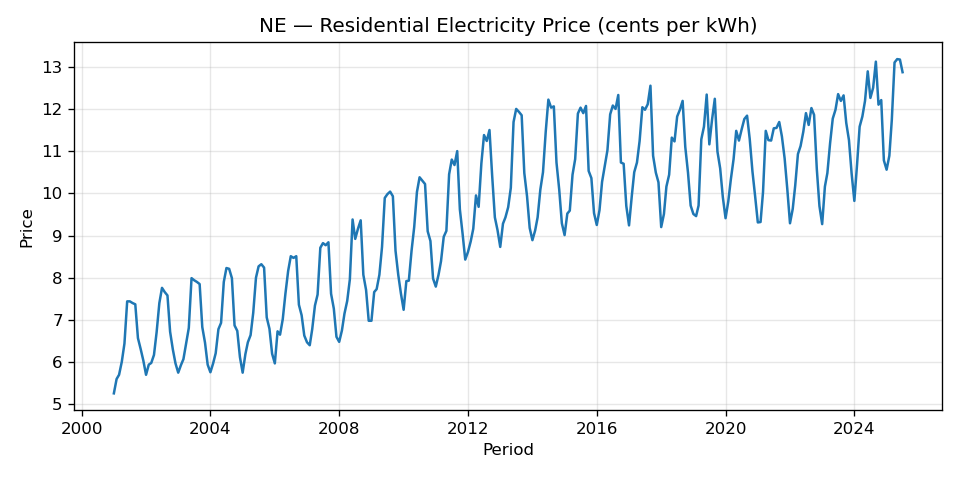 NE — Residential Electricity Price (cents per kWh)
Price
13
12
11
10
9
8
7
6
5
2000 2004 2008 2012 2016 2020 2024
Period